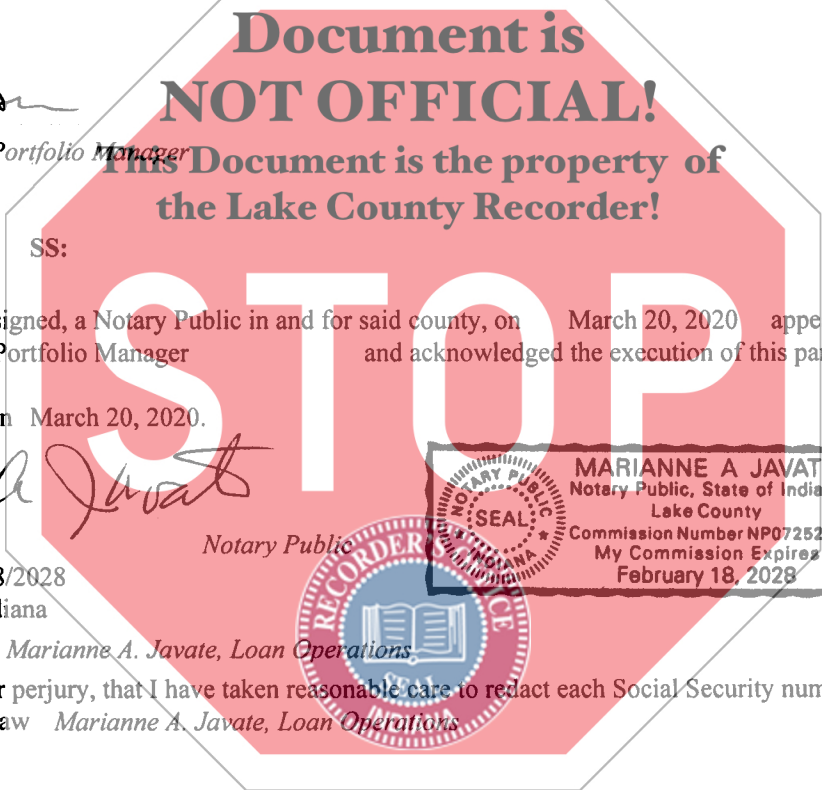 Document is
NOT OFFICIAL!
Portfolio Manager
This Document is the property of
the Lake County Recorder!
SS:
STOP
signed, a Notary Public in and for said county, on March 20, 2020 appe
Portfolio Manager and acknowledged the execution of this par
n March 20, 2020.
a Javate
MARIANNE A JAVAT
Notary Public, State of India
Lake County
Commission Number NP07252
My Commission Expires
February 18, 2028
NOTARY PUBLIC
SEAL
INDIANA
Notary Public
8/2028
diana
RECORDER'S OFFICE
SEAL
INDIANA
Marianne A. Javate, Loan Operations
r perjury, that I have taken reasonable care to redact each Social Security num
aw Marianne A. Javate, Loan Operations